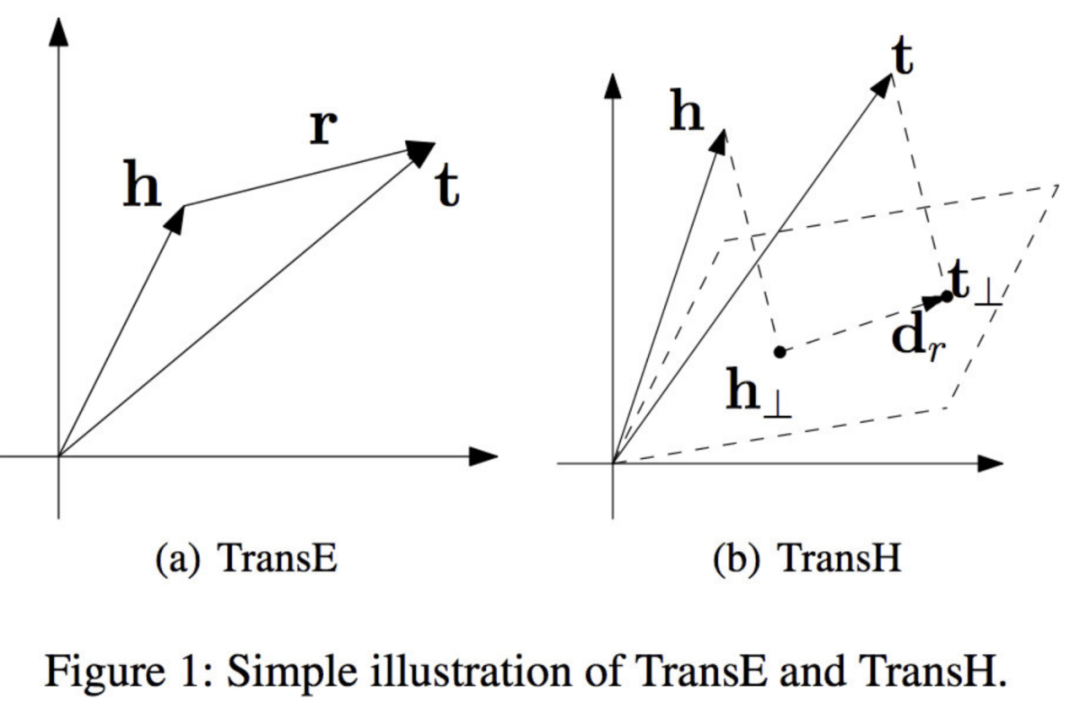 h
r
t
(a) TransE
h
t
h⊥
d_r
t⊥
(b) TransH
Figure 1: Simple illustration of TransE and TransH.